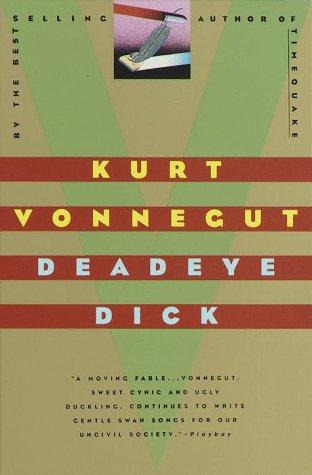 BY THE BEST
SELLING AUTHOR OF
TIMEQUAKE
KURT
VONNEGUT
DEADEYE
DICK
"A MOVING FABLE...VONNEGUT,
SWEET CYNIC AND UGLY
DUCKLING, CONTINUES TO WRITE
GENTLE SWAN SONGS FOR OUR
UNCIVIL SOCIETY."-Playboy